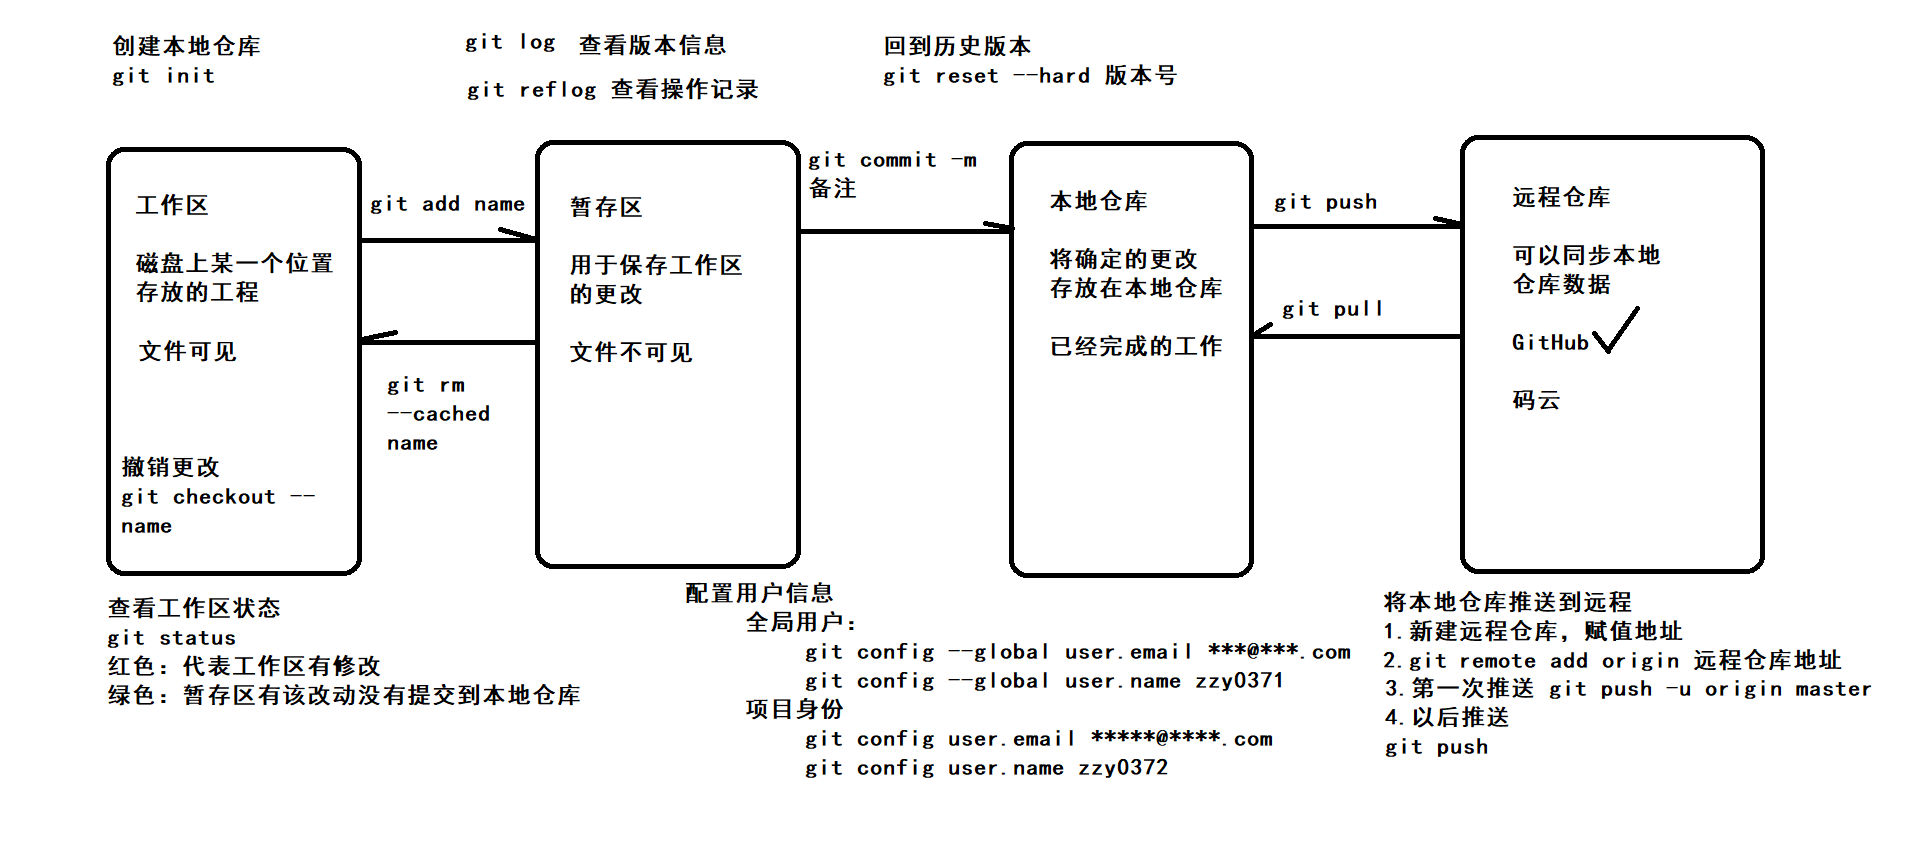 创建本地仓库
git init
git log 查看版本信息
git reflog 查看操作记录
回到历史版本
git reset --hard 版本号
工作区
磁盘上某一个位置
存放的工程
文件可见
撤销更改
git checkout --
name
git add name
git rm
--cached
name
暂存区
用于保存工作区
的更改
文件不可见
git commit -m
备注
本地仓库
将确定的更改
存放在本地仓库
已经完成的工作
git push
git pull
远程仓库
可以同步本地
仓库数据
GitHub
码云
查看工作区状态
git status
红色：代表工作区有修改
绿色：暂存区有该改动没有提交到本地仓库
配置用户信息
全局用户：
git config --global user.email ***@***.com
git config --global user.name zzy0371
项目身份
git config user.email *****@****.com
git config user.name zzy0372
将本地仓库推送到远程
1.新建远程仓库，赋值地址
2.git remote add origin 远程仓库地址
3.第一次推送 git push -u origin master
4.以后推送
git push